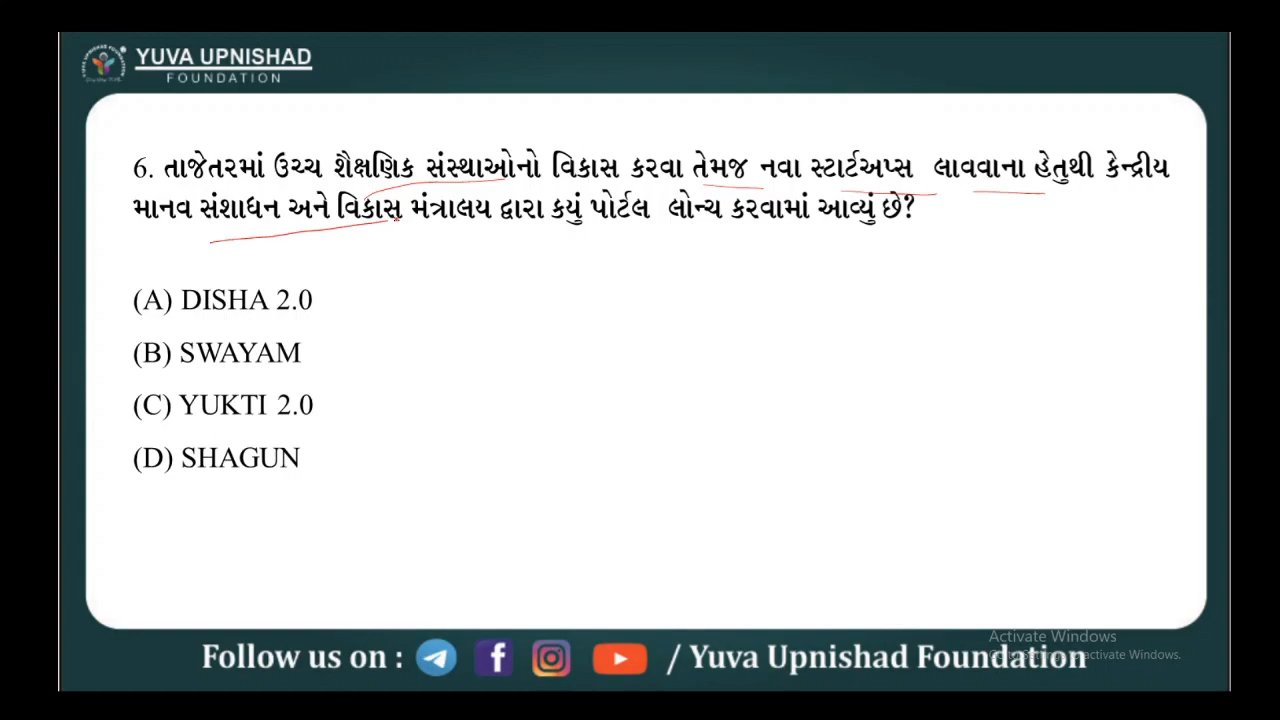 YUVA UPNISHAD
FOUNDATION
6. તાજેતરમાં ઉચ્ચ શૈક્ષણિક સંસ્થાઓનો વિકાસ કરવા તેમજ નવા સ્ટાર્ટઅપ્સ લાવવાના હેતુથી કેન્દ્રીય
માનવ સંશાધન અને વિકાસ મંત્રાલય દ્વારા કયું પોર્ટલ લોન્ચ કરવામાં આવ્યું છે?
(A) DISHA 2.0
(B) SWAYAM
(C) YUKTI 2.0
(D) SHAGUN
Activate Windows
Follow us on : / Yuva Upnishad Foundation